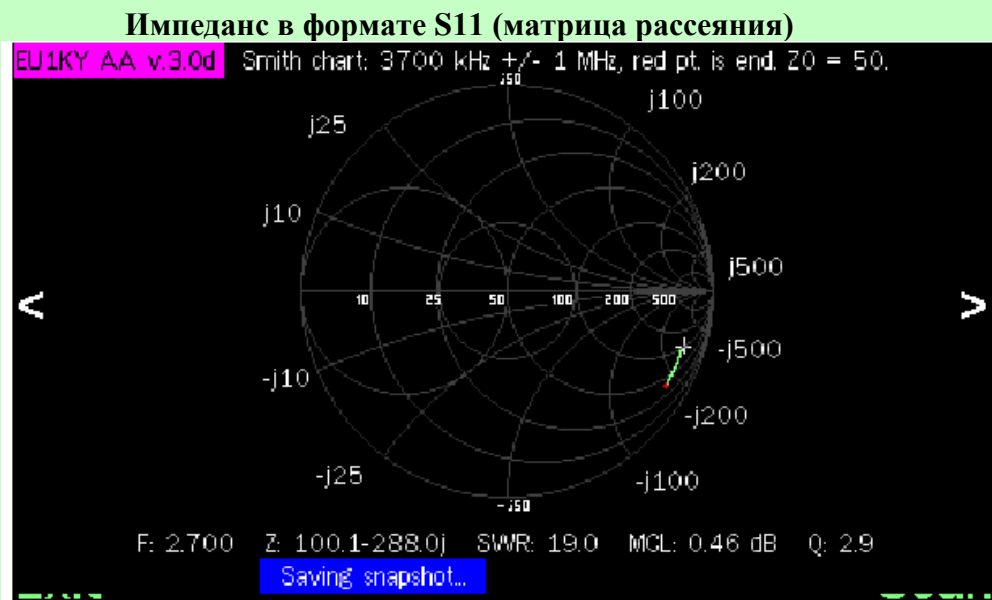 Импеданс в формате S11 (матрица рассеяния)
EU1KY AA v.3.0d Smith chart: 3700 kHz +/- 1 MHz, red pt. is end. Z0 = 50.
j50
j100
j25
j200
j10
j500
< 10 25 50 100 200 500 >
-j500
-j10
-j200
-j25
-j100
-j50
F: 2.700 Z: 100.1-288.0j SWR: 19.0 MCL: 0.46 dB Q: 2.9
Saving snapshot...